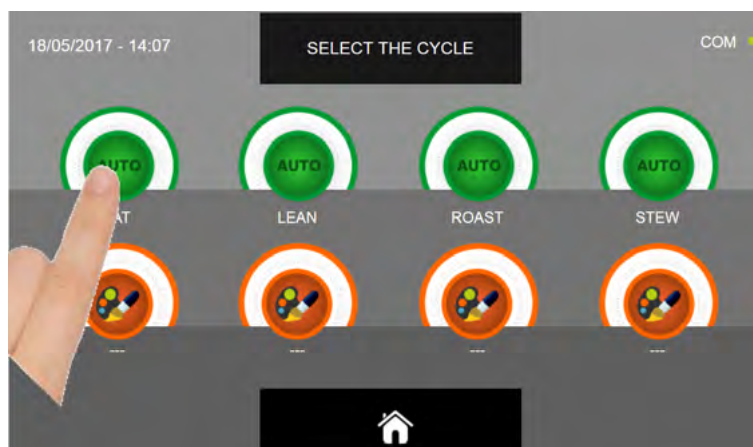 18/05/2017 - 14:07
SELECT THE CYCLE
COM
AUTO AUTO AUTO AUTO
LEAN ROAST STEW
--- --- --- ---